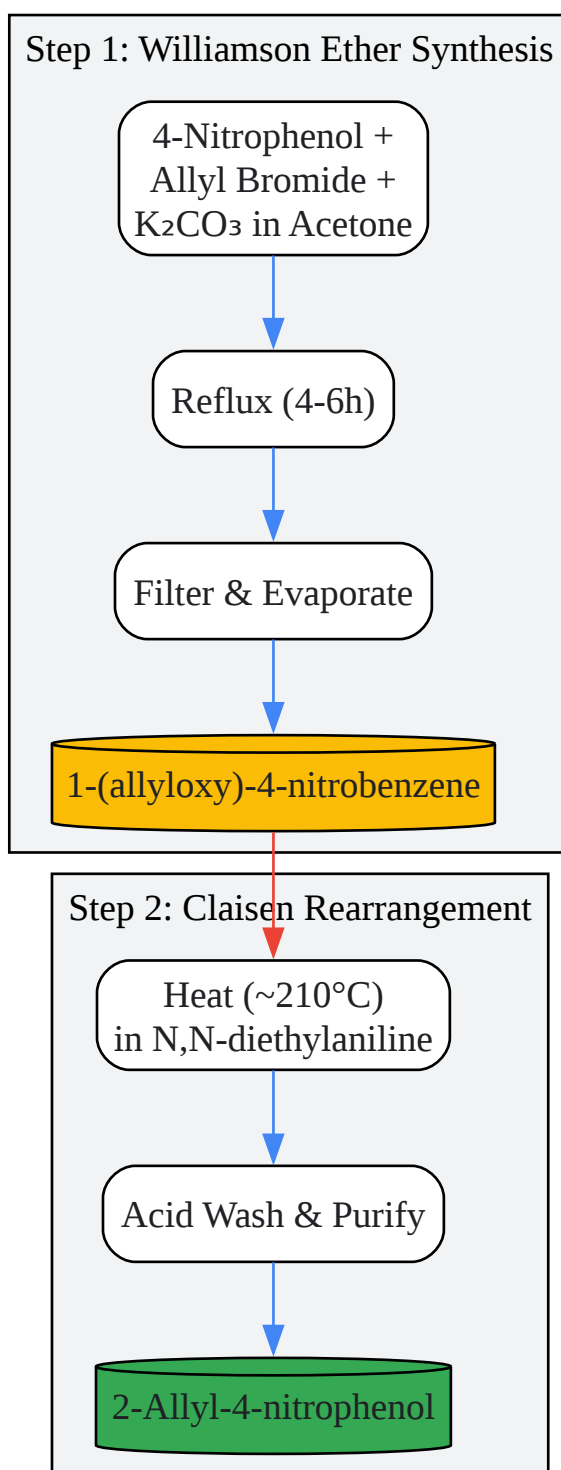 Step 1: Williamson Ether Synthesis
4-Nitrophenol +
Allyl Bromide +
K₂CO₃ in Acetone
Reflux (4-6h)
Filter & Evaporate
1-(allyloxy)-4-nitrobenzene
Step 2: Claisen Rearrangement
Heat (~210°C)
in N,N-diethylaniline
Acid Wash & Purify
2-Allyl-4-nitrophenol